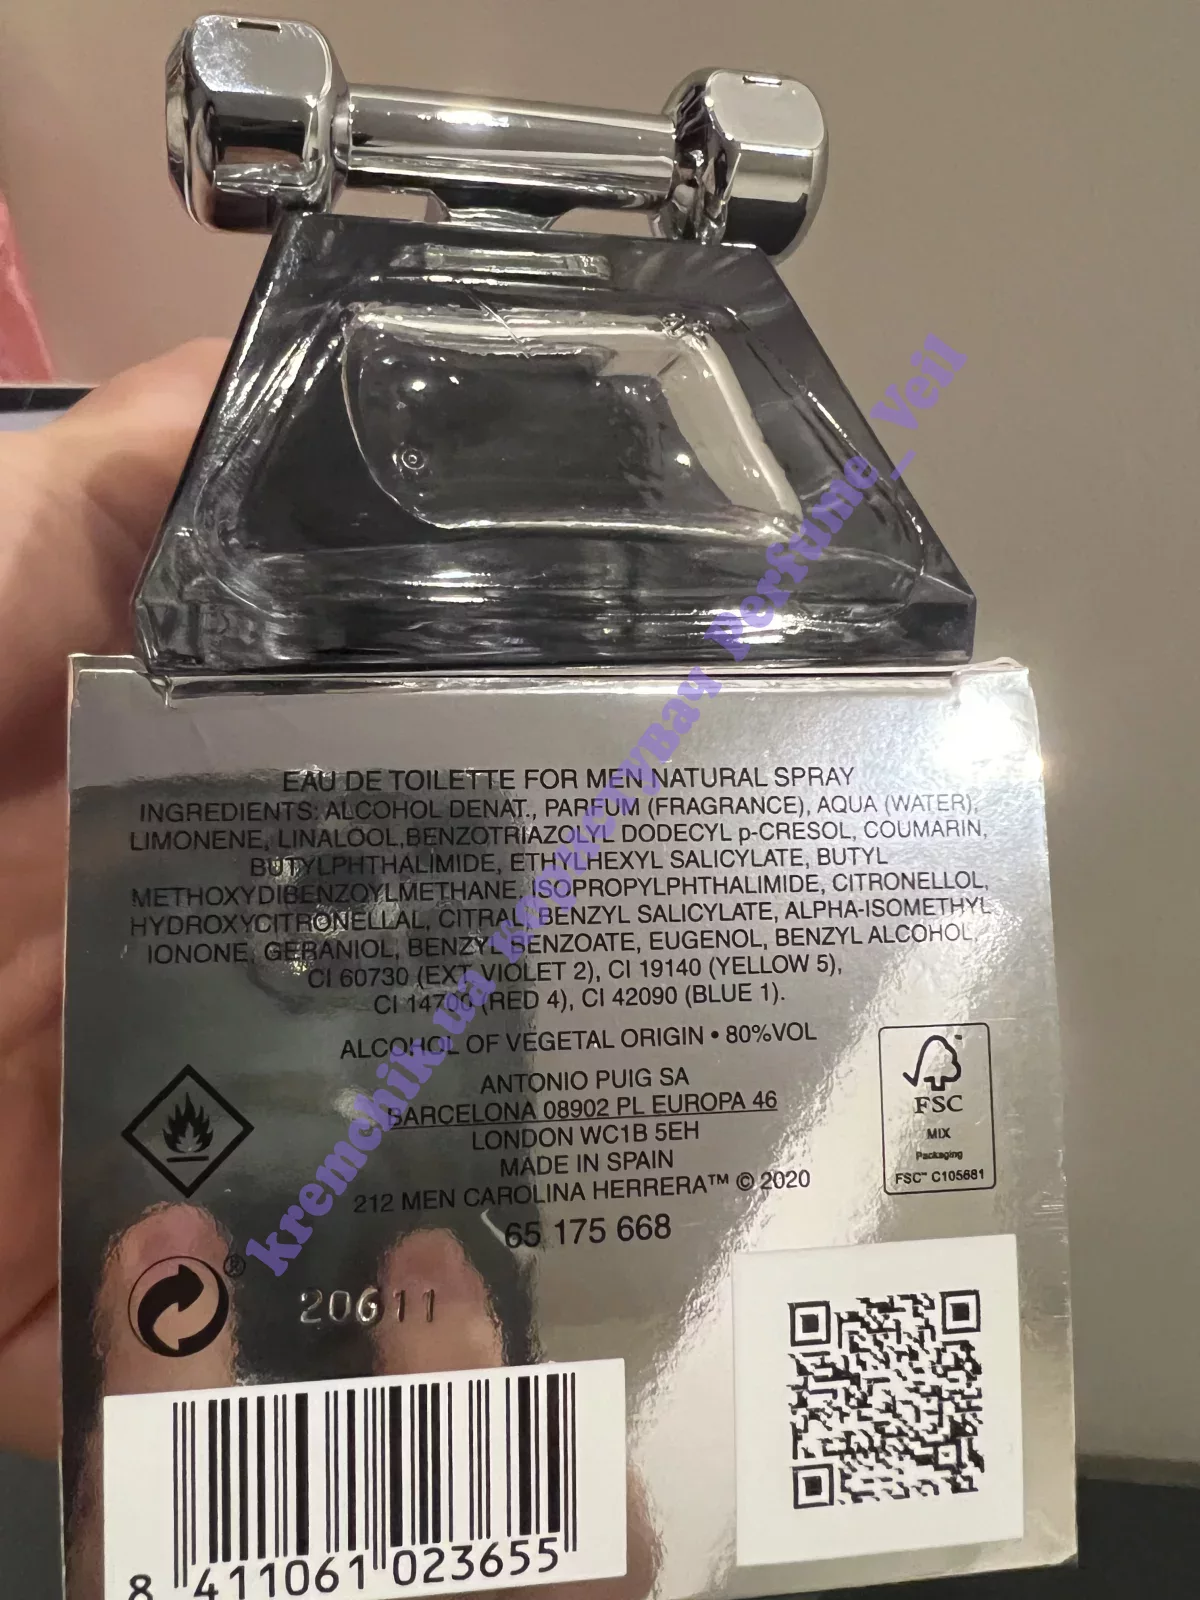 EAU DE TOILETTE FOR MEN NATURAL SPRAY
INGREDIENTS: ALCOHOL DENAT., PARFUM (FRAGRANCE), AQUA (WATER),
LIMONENE, LINALOOL,BENZOTRIAZOLYL DODECYL p-CRESOL, COUMARIN,
BUTYLPHTHALIMIDE, ETHYLHEXYL SALICYLATE, BUTYL
METHOXYDIBENZOYLMETHANE, ISOPROPYLPHTHALIMIDE, CITRONELLOL,
HYDROXYCITRONELLAL, CITRAL, BENZYL SALICYLATE, ALPHA-ISOMETHYL
IONONE, GERANIOL, BENZYL BENZOATE, EUGENOL, BENZYL ALCOHOL,
CI 60730 (EXT. VIOLET 2), CI 19140 (YELLOW 5),
CI 14700 (RED 4), CI 42090 (BLUE 1).
ALCOHOL OF VEGETAL ORIGIN • 80%VOL
ANTONIO PUIG SA
BARCELONA 08902 PL EUROPA 46
LONDON WC1B 5EH
MADE IN SPAIN
212 MEN CAROLINA HERRERA™ © 2020
65 175 668
FSC
MIX
Packaging
FSC™ C105681
®
20611
8 411061 023655
kremchik.ua KopiycyBay Perfume_Veil